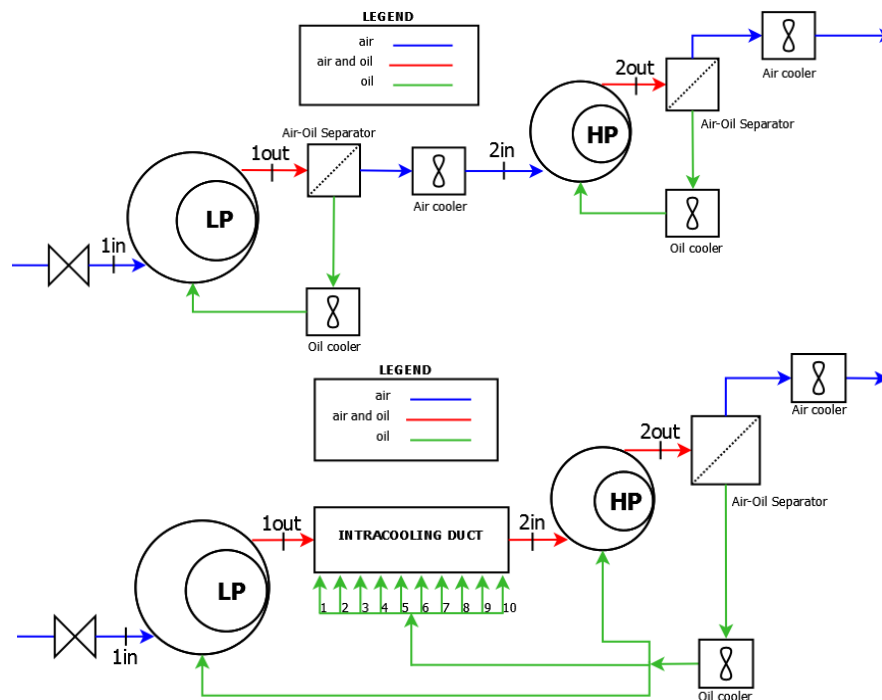 LEGEND
air
air and oil
oil
2out
Air cooler
HP
Air-Oil Separator
1out
Air-Oil Separator
2in
LP
Air cooler
1in
Oil cooler
Oil cooler
LEGEND
air
air and oil
oil
Air cooler
2out
HP
Air-Oil Separator
1out
INTRACOOLING DUCT
2in
LP
1 2 3 4 5 6 7 8 9 10
1in
Oil cooler